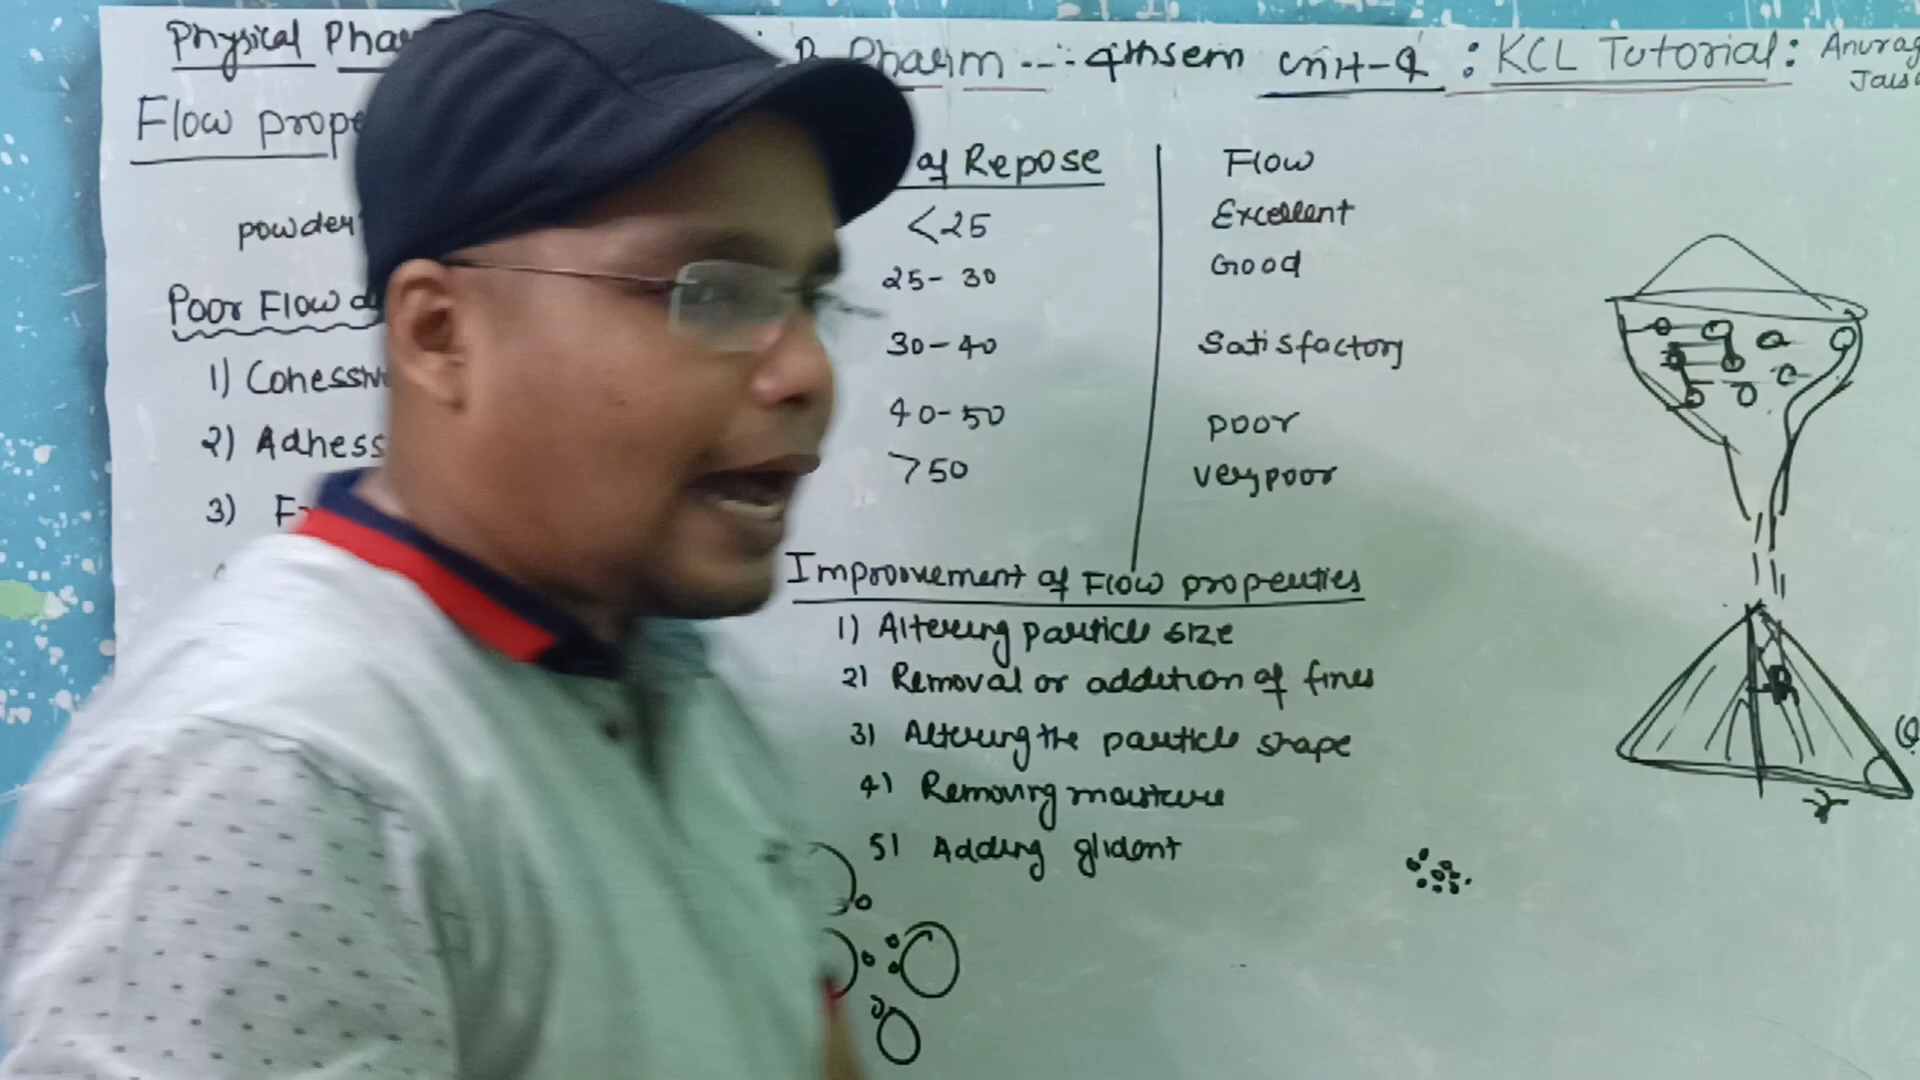 Physical Pha
B Pharm --- 4thsem Unit-4 : KCL Tutorial : Anurag
Jais
Flow prope
powder
Poor Flow d
1) Cohessiv
2) Adhess
3) F
of Repose Flow
<25 Excellent
25-30 Good
30-40 Satisfactory
40-50 poor
>50 very poor
Improovement of Flow properties
1) Altering particle size
2) Removal or addition of fines
3) Altering the particle shape
4) Removing moisture
5) Adding glidant
h
r